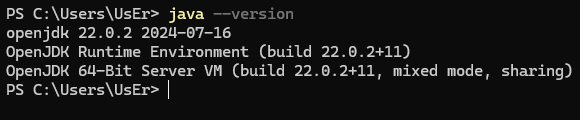 PS C:\Users\UsEr> java --version
openjdk 22.0.2 2024-07-16
OpenJDK Runtime Environment (build 22.0.2+11)
OpenJDK 64-Bit Server VM (build 22.0.2+11, mixed mode, sharing)
PS C:\Users\UsEr>